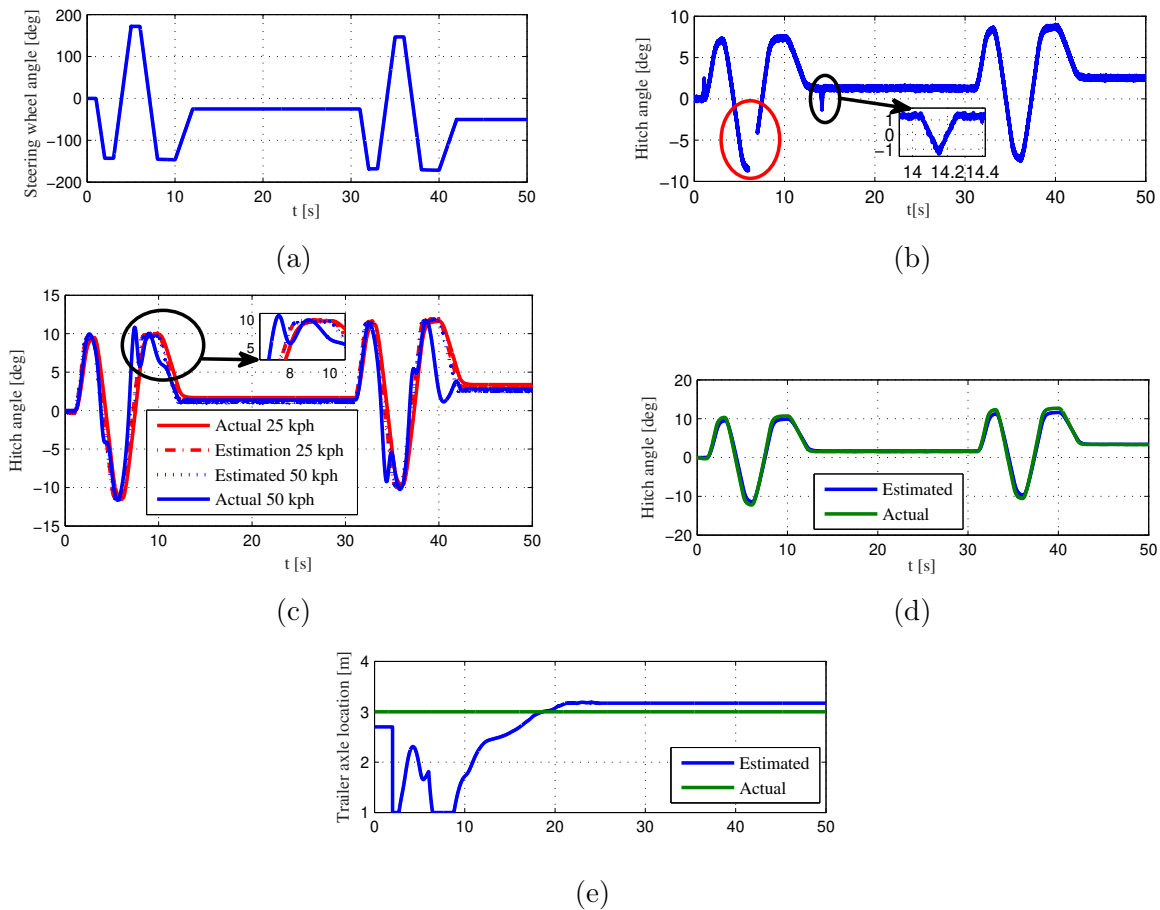 200
100
0
−100
−200
Steering wheel angle [deg]
0 10 20 30 40 50
t [s]
(a)
10
5
0
−5
−10
Hitch angle [deg]
1
0
−1
14 14.2 14.4
0 10 20 30 40 50
t[s]
(b)
15
10
5
0
−5
−10
−15
Hitch angle [deg]
10
5
8 10
Actual 25 kph
Estimation 25 kph
Estimated 50 kph
Actual 50 kph
0 10 20 30 40 50
t [s]
(c)
20
10
0
−10
−20
Hitch angle [deg]
Estimated
Actual
0 10 20 30 40 50
t [s]
(d)
4
3
2
1
Trailer axle location [m]
Estimated
Actual
0 10 20 30 40 50
(e)